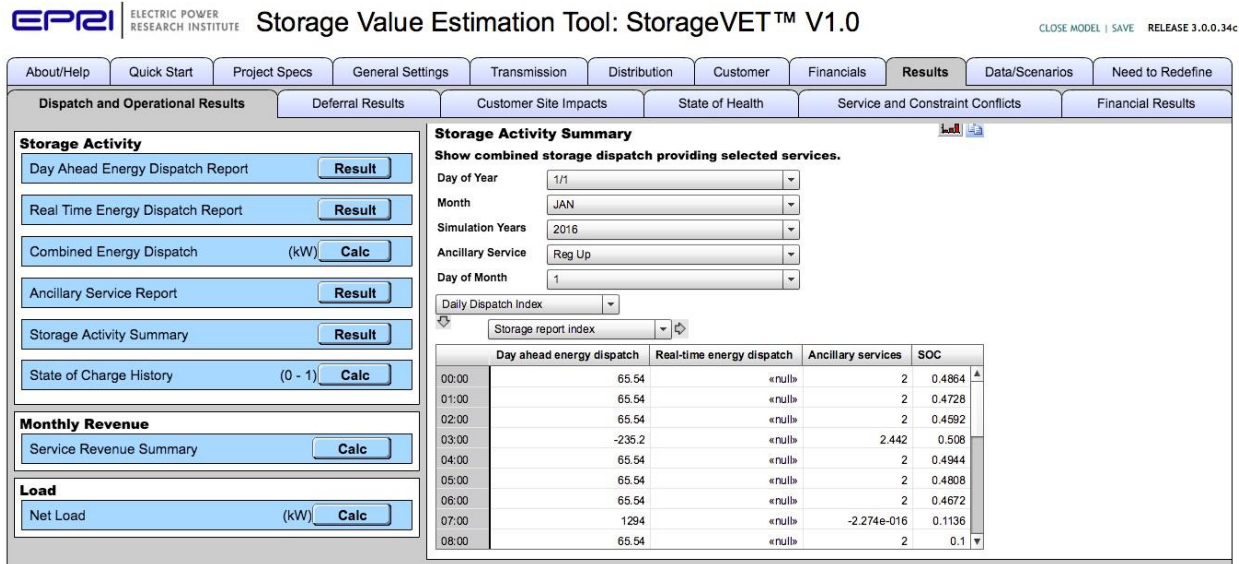 EPRI ELECTRIC POWER RESEARCH INSTITUTE Storage Value Estimation Tool: StorageVET™ V1.0 CLOSE MODEL | SAVE RELEASE 3.0.0.34c
About/Help Quick Start Project Specs General Settings Transmission Distribution Customer Financials Results Data/Scenarios Need to Redefine
Dispatch and Operational Results Deferral Results Customer Site Impacts State of Health Service and Constraint Conflicts Financial Results
Storage Activity
Day Ahead Energy Dispatch Report Result
Real Time Energy Dispatch Report Result
Combined Energy Dispatch (kW) Calc
Ancillary Service Report Result
Storage Activity Summary Result
State of Charge History (0 - 1) Calc
Monthly Revenue
Service Revenue Summary Calc
Load
Net Load (kW) Calc
Storage Activity Summary
Show combined storage dispatch providing selected services.
Day of Year 1/1
Month JAN
Simulation Years 2016
Ancillary Service Reg Up
Day of Month 1
Daily Dispatch Index
Storage report index
Day ahead energy dispatch Real-time energy dispatch Ancillary services SOC
00:00 65.54 «null» 2 0.4864
01:00 65.54 «null» 2 0.4728
02:00 65.54 «null» 2 0.4592
03:00 -235.2 «null» 2.442 0.508
04:00 65.54 «null» 2 0.4944
05:00 65.54 «null» 2 0.4808
06:00 65.54 «null» 2 0.4672
07:00 1294 «null» -2.274e-016 0.1136
08:00 65.54 «null» 2 0.1